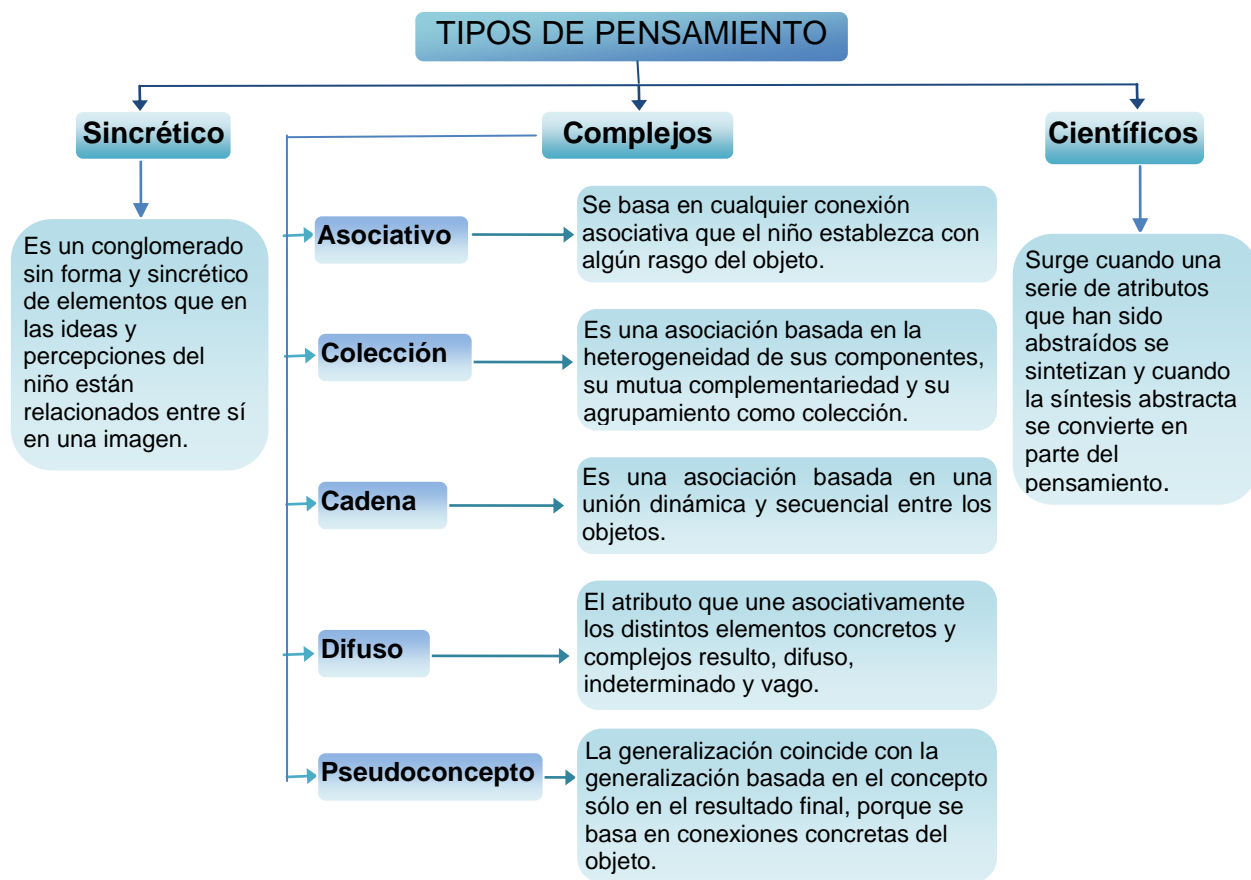 TIPOS DE PENSAMIENTO
Sincrético
Es un conglomerado
sin forma y sincrético
de elementos que en
las ideas y
percepciones del
niño están
relacionados entre sí
en una imagen.
Complejos
Asociativo
Se basa en cualquier conexión
asociativa que el niño establezca con
algún rasgo del objeto.
Colección
Es una asociación basada en la
heterogeneidad de sus componentes,
su mutua complementariedad y su
agrupamiento como colección.
Cadena
Es una asociación basada en una
unión dinámica y secuencial entre los
objetos.
Difuso
El atributo que une asociativamente
los distintos elementos concretos y
complejos resulto, difuso,
indeterminado y vago.
Pseudoconcepto
La generalización coincide con la
generalización basada en el concepto
sólo en el resultado final, porque se
basa en conexiones concretas del
objeto.
Científicos
Surge cuando una
serie de atributos
que han sido
abstraídos se
sintetizan y cuando
la síntesis abstracta
se convierte en
parte del
pensamiento.